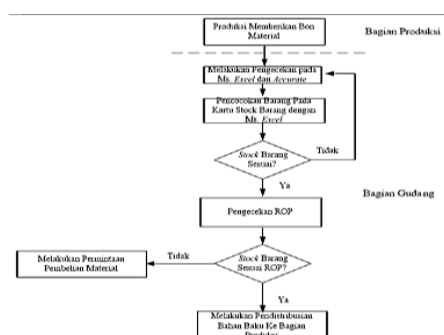 Produksi Memberikan Bon
Material
Bagian Produksi
Melakukan Pengecekan pada
Ms. Excel dan Accurate
Pencocokan Barang Pada
Kartu Stock Barang dengan
Ms. Excel
Stock Barang
Sesuai?
Tidak
Ya
Bagian Gudang
Pengecekan ROP
Melakukan Permintaan
Pembelian Material
Tidak
Stock Barang
Sesuai ROP?
Ya
Melakukan Pendistribusian
Bahan Baku Ke Bagian
Produksi